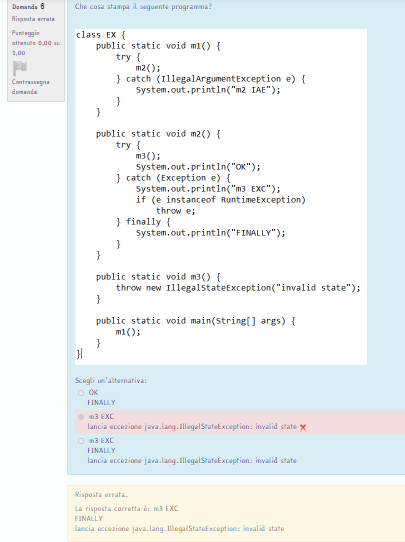 Domanda 6
Risposta errata
Punteggio
ottenuto 0,00 su
1,00
Contrassegna
domanda
Che cosa stampa il seguente programma?
class EX {
    public static void m1() {
        try {
            m2();
        } catch (IllegalArgumentException e) {
            System.out.println("m2 IAE");
        }
    }

    public static void m2() {
        try {
            m3();
            System.out.println("OK");
        } catch (Exception e) {
            System.out.println("m3 EXC");
            if (e instanceof RuntimeException)
                throw e;
        } finally {
            System.out.println("FINALLY");
        }
    }

    public static void m3() {
        throw new IllegalStateException("invalid state");
    }

    public static void main(String[] args) {
        m1();
    }
}
Scegli un'alternativa:
OK
FINALLY
m3 EXC
lancia eccezione java.lang.IllegalStateException: invalid state
m3 EXC
FINALLY
lancia eccezione java.lang.IllegalStateException: invalid state
Risposta errata.
La risposta corretta è: m3 EXC
FINALLY
lancia eccezione java.lang.IllegalStateException: invalid state